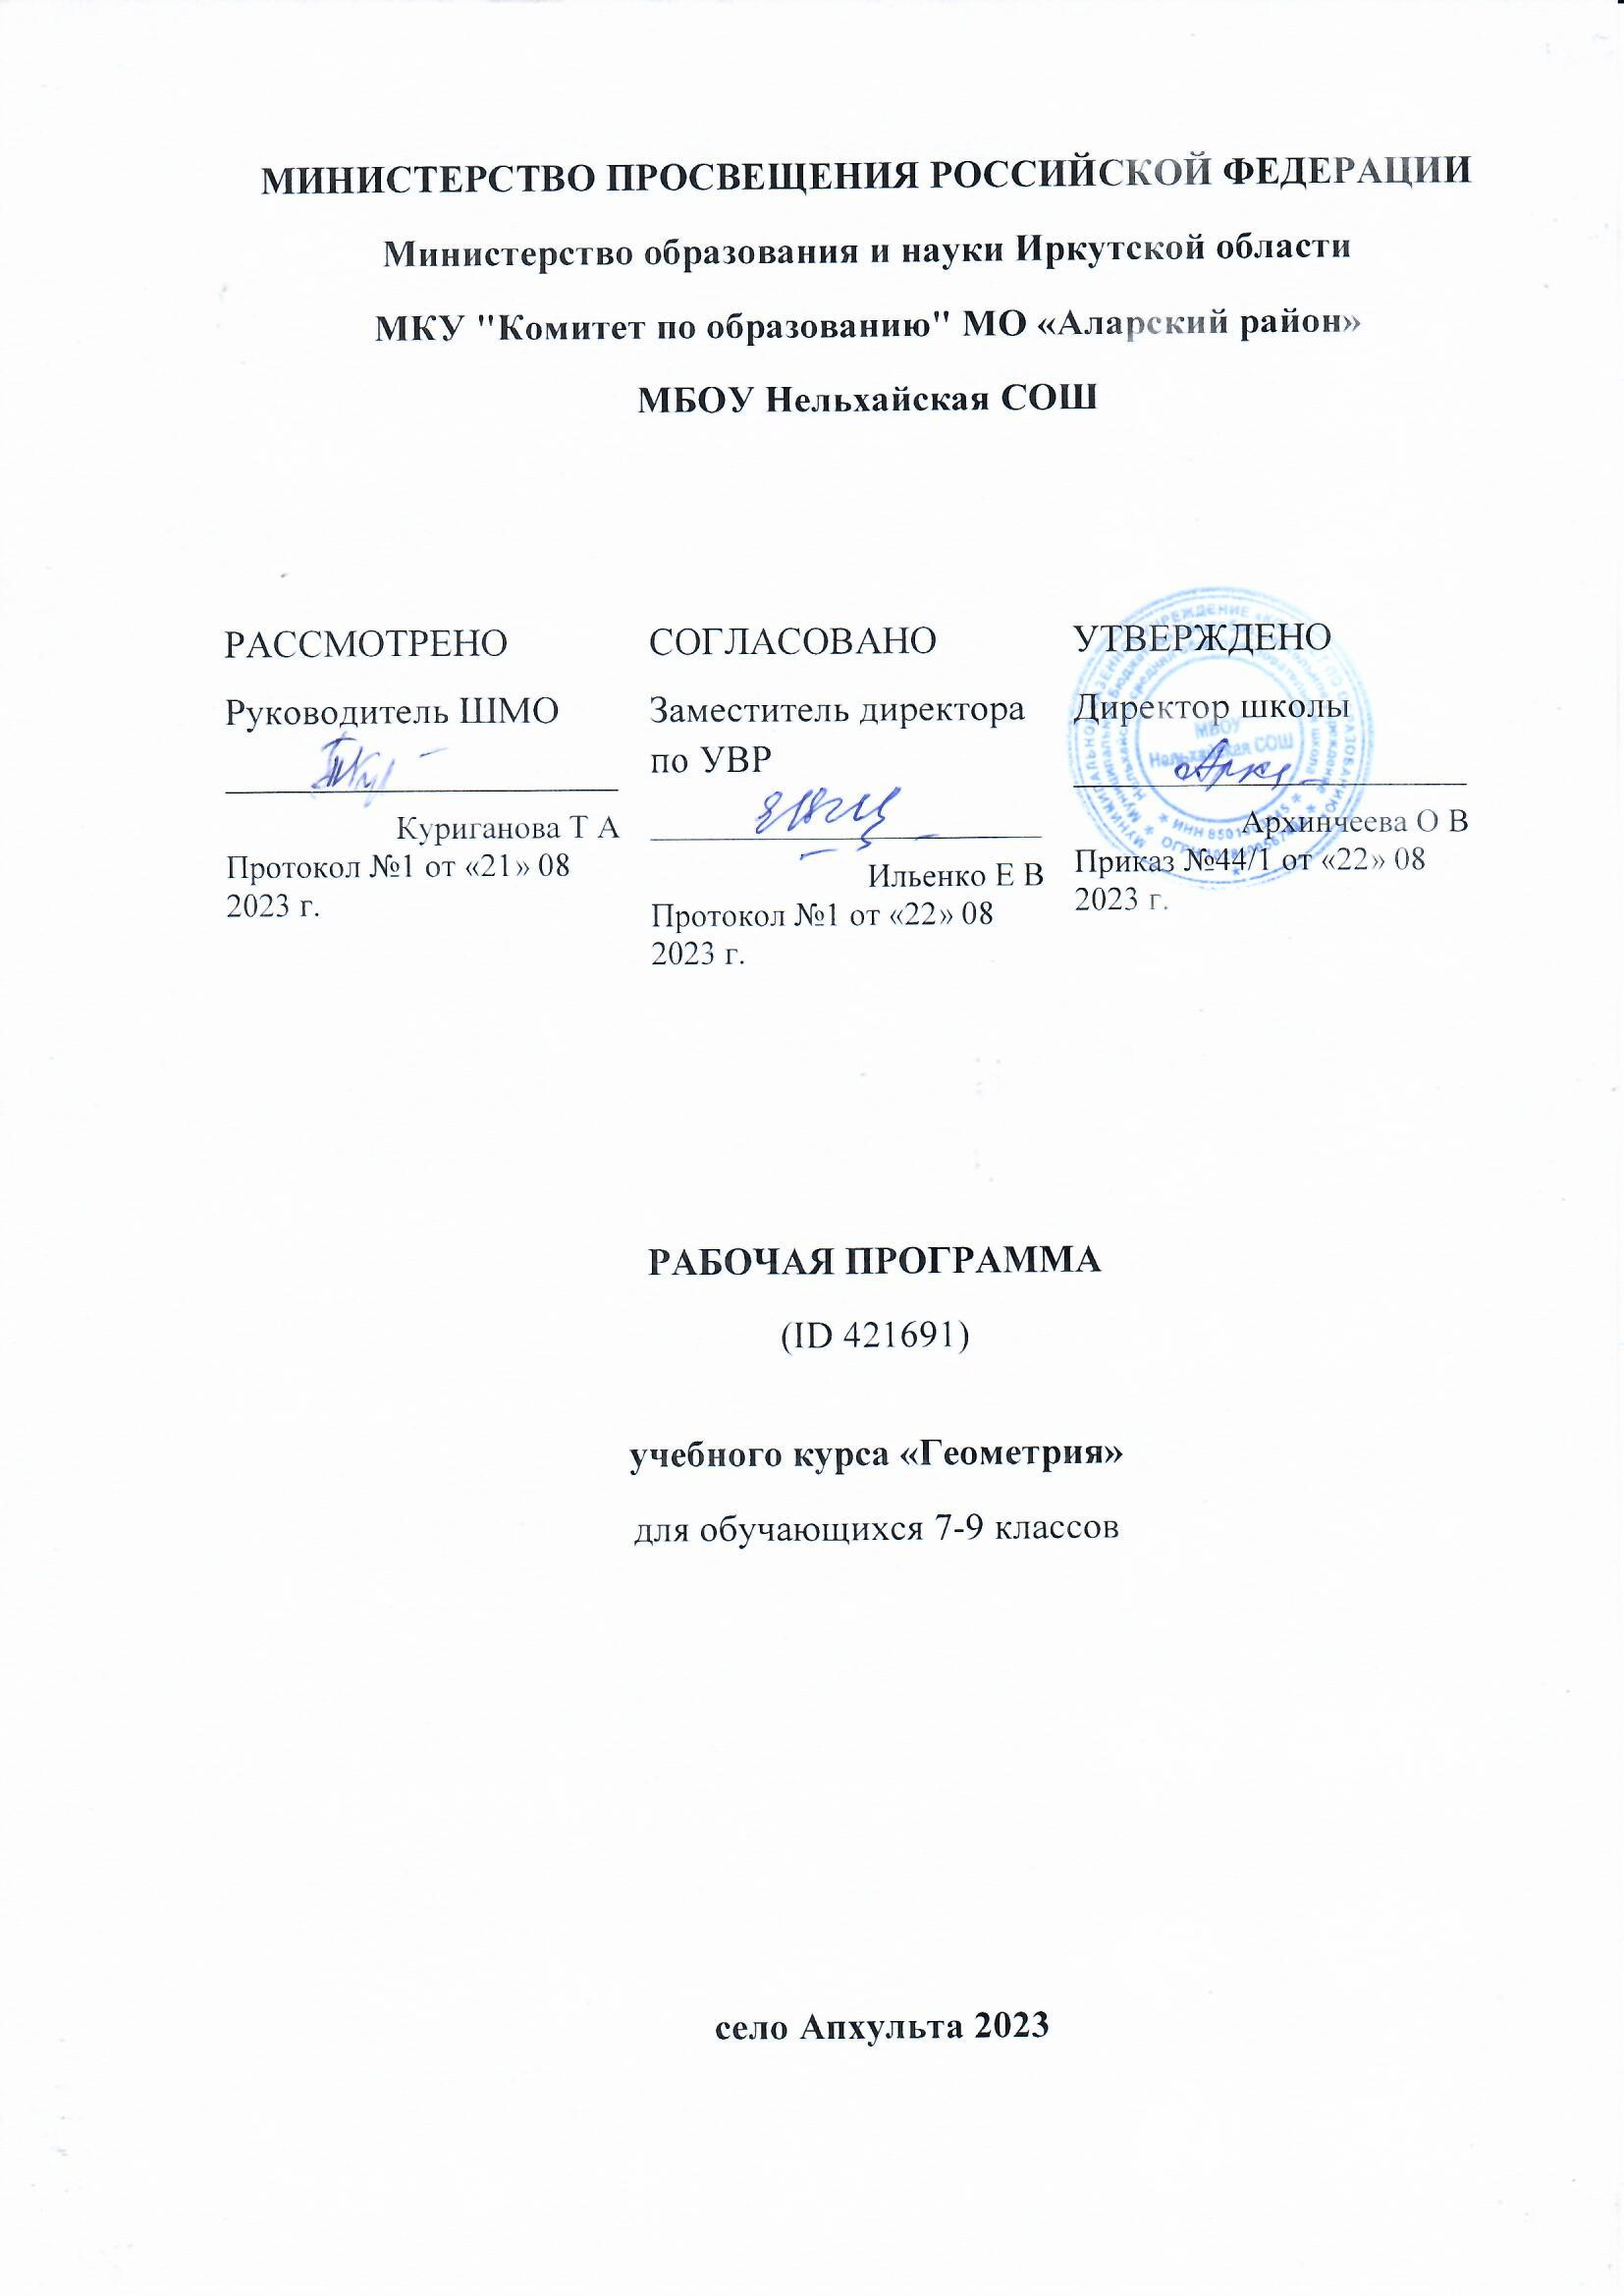 МИНИСТЕРСТВО ПРОСВЕЩЕНИЯ РОССИЙСКОЙ ФЕДЕРАЦИИ
Министерство образования и науки Иркутской области
МКУ "Комитет по образованию" МО «Аларский район»
МБОУ Нельхайская СОШ
РАССМОТРЕНО
Руководитель ШМО
Куриганова Т А
Протокол №1 от «21» 08
2023 г.
СОГЛАСОВАНО
Заместитель директора
по УВР
Ильенко Е В
Протокол №1 от «22» 08
2023 г.
УТВЕРЖДЕНО
Директор школы
Архинчеева О В
Приказ №44/1 от «22» 08
2023 г.
МБОУ
Нельхайская СОШ
РАБОЧАЯ ПРОГРАММА
(ID 421691)
учебного курса «Геометрия»
для обучающихся 7-9 классов
село Апхульта 2023